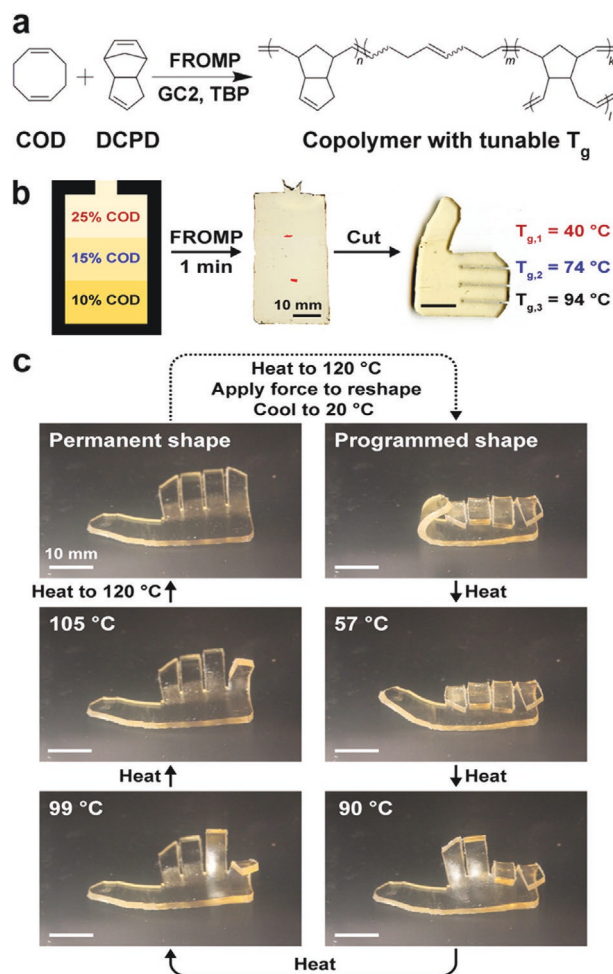 a
FROMP
GC2, TBP
n
m
k
l
COD
DCPD
Copolymer with tunable Tg
b
25% COD
15% COD
10% COD
FROMP
1 min
10 mm
Cut
Tg,1 = 40 °C
Tg,2 = 74 °C
Tg,3 = 94 °C
c
Heat to 120 °C
Apply force to reshape
Cool to 20 °C
Permanent shape
10 mm
Programmed shape
Heat to 120 °C
Heat
105 °C
57 °C
Heat
Heat
99 °C
90 °C
Heat